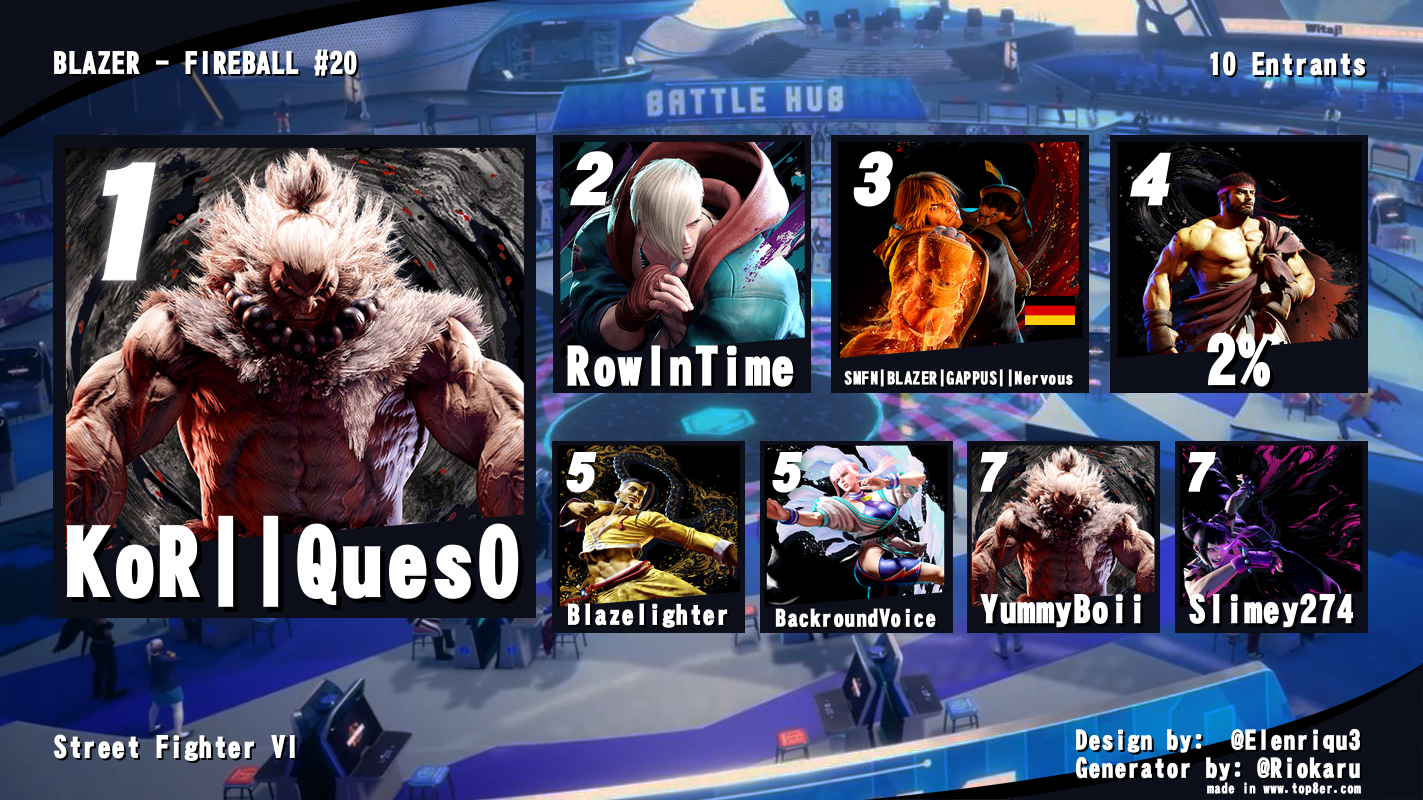 BLAZER - FIREBALL #20
10 Entrants
Witaj!
BATTLE HUB
1
KoR||Ques0
2
RowInTime
3
SMFN|BLAZER|GAPPUS||Nervous
4
2%
5
Blazelighter
5
BackroundVoice
7
YummyBoii
7
Slimey274
Street Fighter VI
Design by: @Elenriqu3
Generator by: @Riokaru
made in www.top8er.com